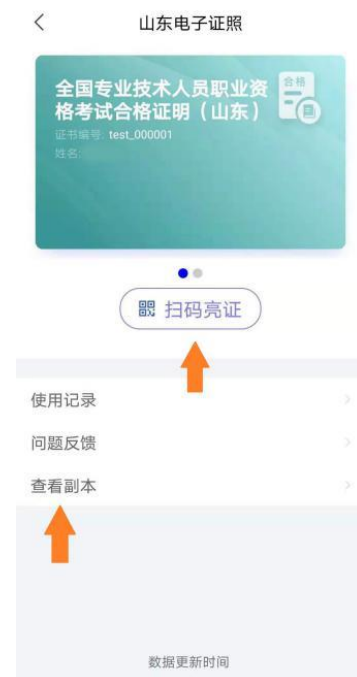 山东电子证照
全国专业技术人员职业资
格考试合格证明（山东）
合格
证书编号: test_000001
姓名:
扫码亮证
使用记录
问题反馈
查看副本
数据更新时间